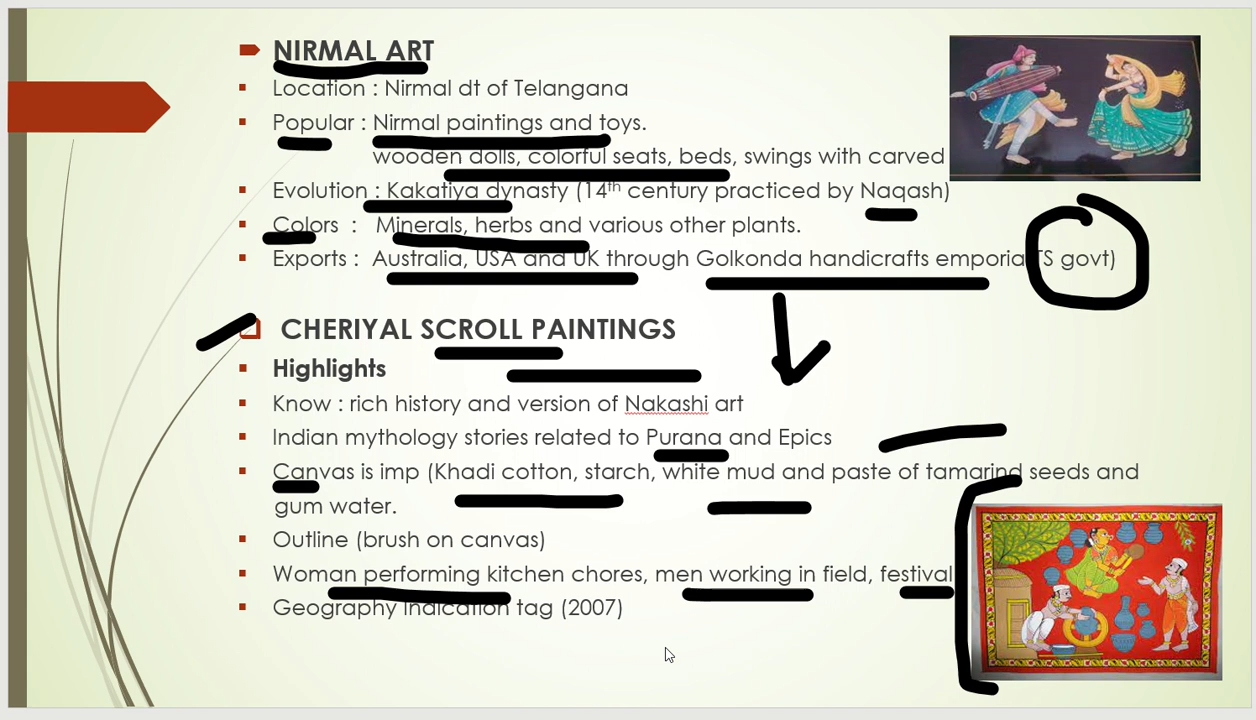 NIRMAL ART
Location : Nirmal dt of Telangana
Popular : Nirmal paintings and toys.
wooden dolls, colorful seats, beds, swings with carved
Evolution : Kakatiya dynasty (14th century practiced by Naqash)
Colors : Minerals, herbs and various other plants.
Exports : Australia, USA and UK through Golkonda handicrafts emporia(TS govt)
CHERIYAL SCROLL PAINTINGS
Highlights
Know : rich history and version of Nakashi art
Indian mythology stories related to Purana and Epics
Canvas is imp (Khadi cotton, starch, white mud and paste of tamarind seeds and
gum water.
Outline (brush on canvas)
Woman performing kitchen chores, men working in field, festival
Geography indication tag (2007)